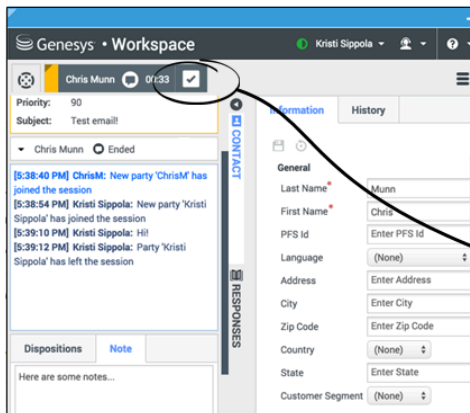 Genesys • Workspace
Kristi Sippola
Chris Munn 00:33
Priority: 90
Subject: Test email!
Chris Munn Ended
[5:38:40 PM] ChrisM: New party 'ChrisM' has
joined the session
[5:38:54 PM] Kristi Sippola: New party 'Kristi
Sippola' has joined the session
[5:39:10 PM] Kristi Sippola: Hi!
[5:39:12 PM] Kristi Sippola: Party 'Kristi
Sippola' has left the session
Dispositions Note
Here are some notes...
CONTACT
RESPONSES
Information History
General
Last Name* Munn
First Name* Chris
PFS Id Enter PFS Id
Language (None)
Address Enter Address
City Enter City
Zip Code Enter Zip Code
Country (None)
State Enter State
Customer Segment (None)